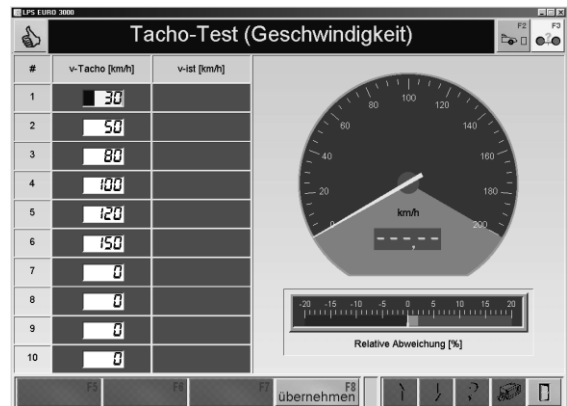 LPS EURO 3000
Tacho-Test (Geschwindigkeit)
F2
F3
# v-Tacho [km/h] v-ist [km/h]
1 30
2 50
3 80
4 100
5 120
6 150
7 0
8 0
9 0
10 0
0 20 40 60 80 100 120 140 160 180 200
km/h
- - - - , -
-20 -15 -10 -5 0 5 10 15 20
Relative Abweichung [%]
F5
F6
F7
F8
übernehmen